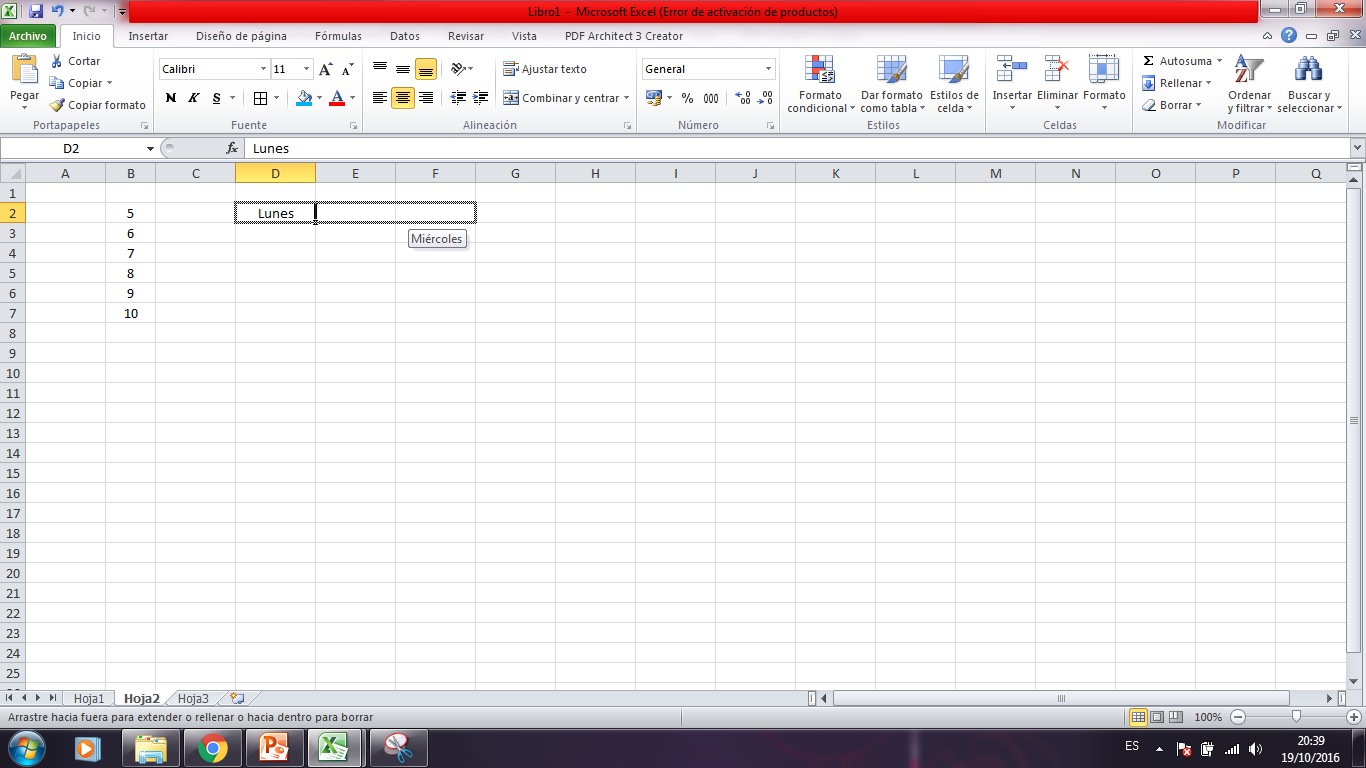 Libro1 - Microsoft Excel (Error de activación de productos)
Archivo Inicio Insertar Diseño de página Fórmulas Datos Revisar Vista PDF Architect 3 Creator
Pegar
Cortar
Copiar
Copiar formato
Portapapeles
Calibri 11
N K S
Fuente
Ajustar texto
Combinar y centrar
Alineación
General
% 000
Número
Formato condicional
Dar formato como tabla
Estilos de celda
Estilos
Insertar Eliminar Formato
Celdas
Σ Autosuma
Rellenar
Borrar
Ordenar y filtrar
Buscar y seleccionar
Modificar
D2 fx Lunes
A B C D E F G H I J K L M N O P Q
1
2 5 Lunes
3 6 Miércoles
4 7
5 8
6 9
7 10
8
9
10
11
12
13
14
15
16
17
18
19
20
21
22
23
24
25
Hoja1 Hoja2 Hoja3
Arrastre hacia fuera para extender o rellenar o hacia dentro para borrar 100%
ES 20:39
19/10/2016